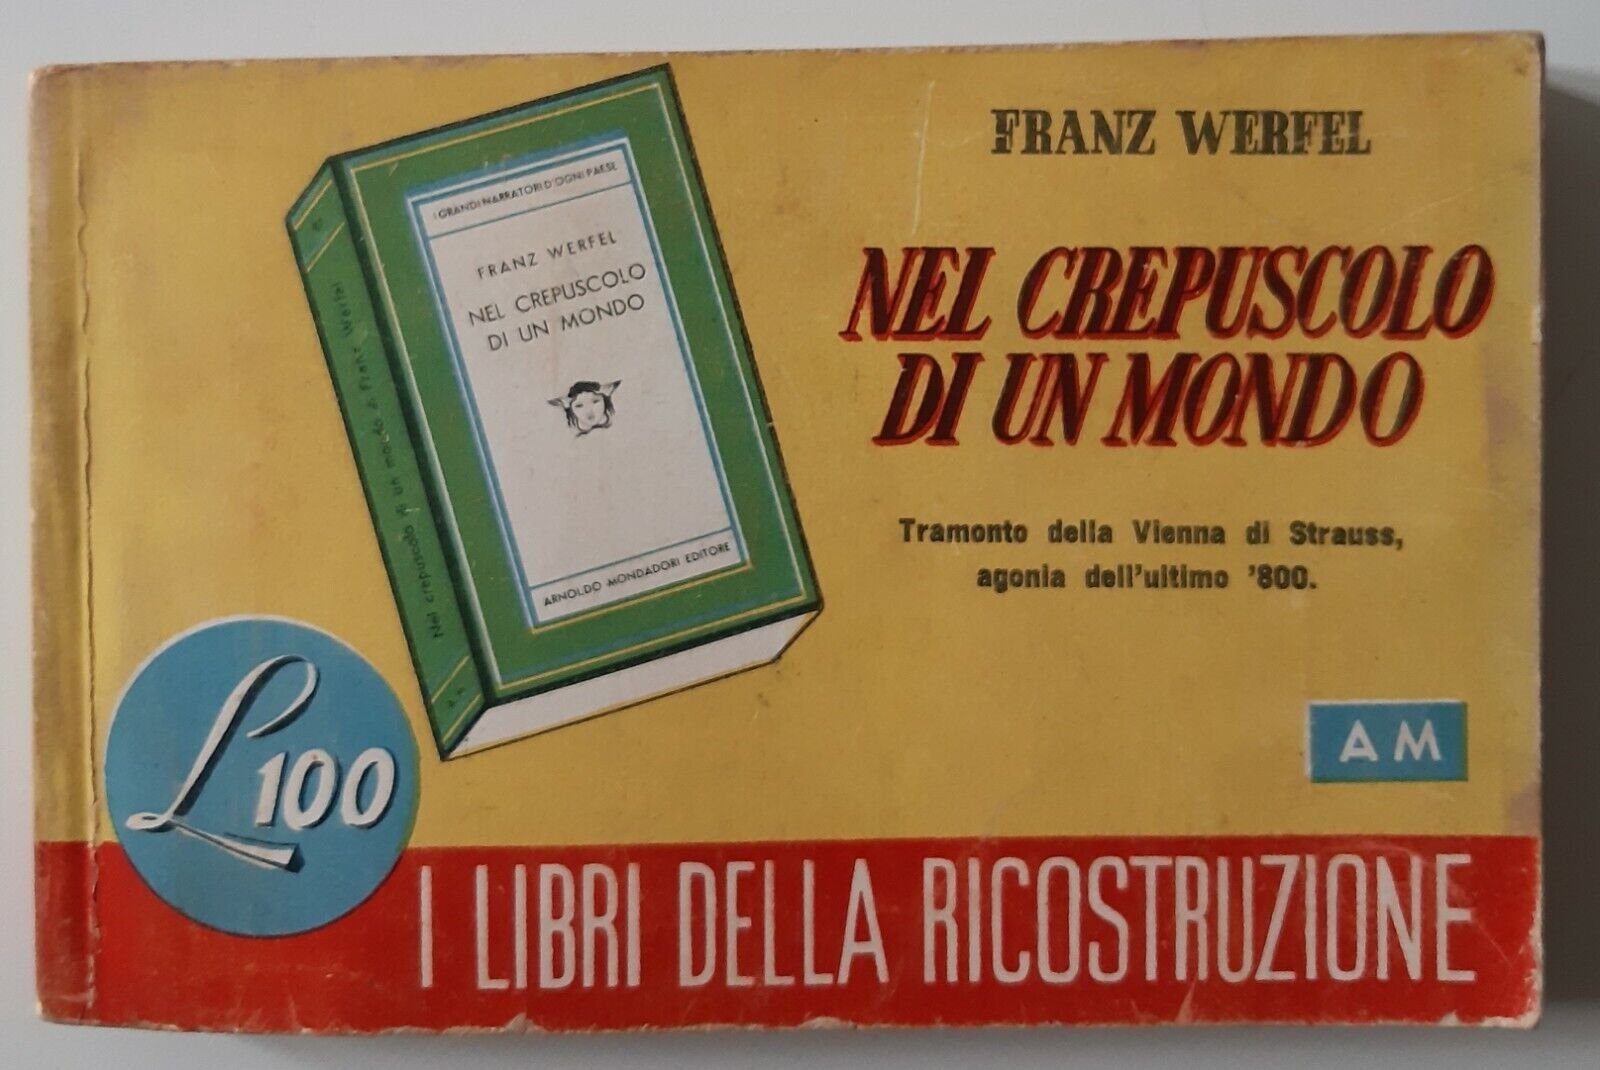 FRANZ WERFEL
NEL CREPUSCOLO
DI UN MONDO
Tramonto della Vienna di Strauss,
agonia dell'ultimo '800.
I GRANDI NARRATORI D'OGNI PAESE
FRANZ WERFEL
NEL CREPUSCOLO
DI UN MONDO
ARNOLDO MONDADORI EDITORE
Nel crepuscolo di un mondo di Franz Werfel
L 100
AM
I LIBRI DELLA RICOSTRUZIONE